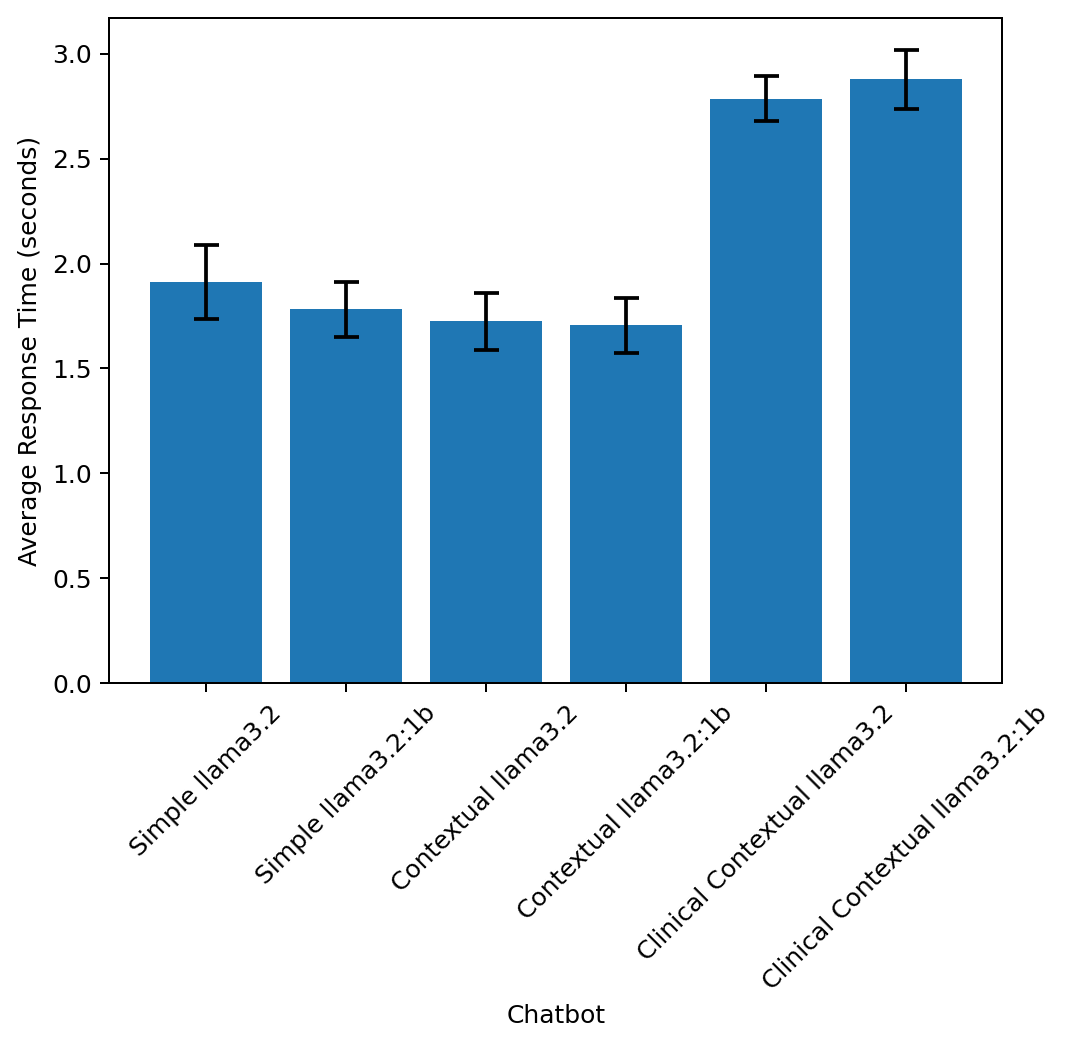 3.0
2.5
2.0
1.5
1.0
0.5
0.0
Average Response Time (seconds)
Simple llama3.2
Simple llama3.2:1b
Contextual llama3.2
Contextual llama3.2:1b
Clinical Contextual llama3.2
Clinical Contextual llama3.2:1b
Chatbot